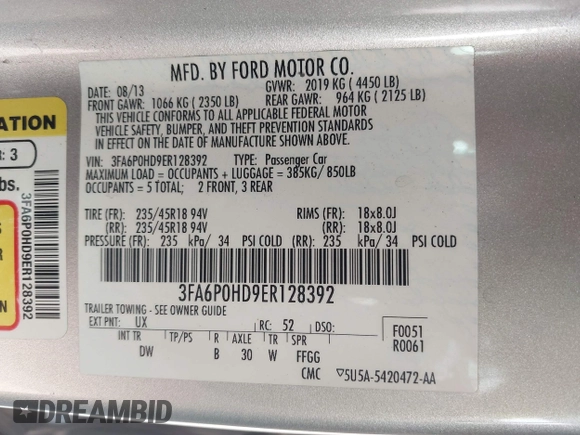 MFD. BY FORD MOTOR CO.
DATE: 08/13 GVWR: 2019 KG ( 4450 LB)
FRONT GAWR: 1066 KG ( 2350 LB) REAR GAWR: 964 KG ( 2125 LB)
THIS VEHICLE CONFORMS TO ALL APPLICABLE FEDERAL MOTOR
VEHICLE SAFETY, BUMPER, AND THEFT PREVENTION STANDARDS
IN EFFECT ON THE DATE OF MANUFACTURE SHOWN ABOVE.
VIN: 3FA6P0HD9ER128392 TYPE: Passenger Car
MAXIMUM LOAD = OCCUPANTS + LUGGAGE = 385KG/ 850LB
OCCUPANTS = 5 TOTAL; 2 FRONT, 3 REAR
TIRE (FR): 235/45R18 94V RIMS (FR): 18x8.0J
(RR): 235/45R18 94V (RR): 18x8.0J
PRESSURE (FR): 235 kPa/ 34 PSI COLD (RR): 235 kPa/ 34 PSI COLD
3FA6P0HD9ER128392
TRAILER TOWING - SEE OWNER GUIDE
EXT PNT: UX RC: 52 DSO: F0051
INT TR TP/PS R AXLE TR SPR R0061
DW B 30 W FFGG
CMC ▽5U5A-5420472-AA
ATION
R: 3
lbs.
S
R
N
3FA6P0HD9ER128392
DREAMBID